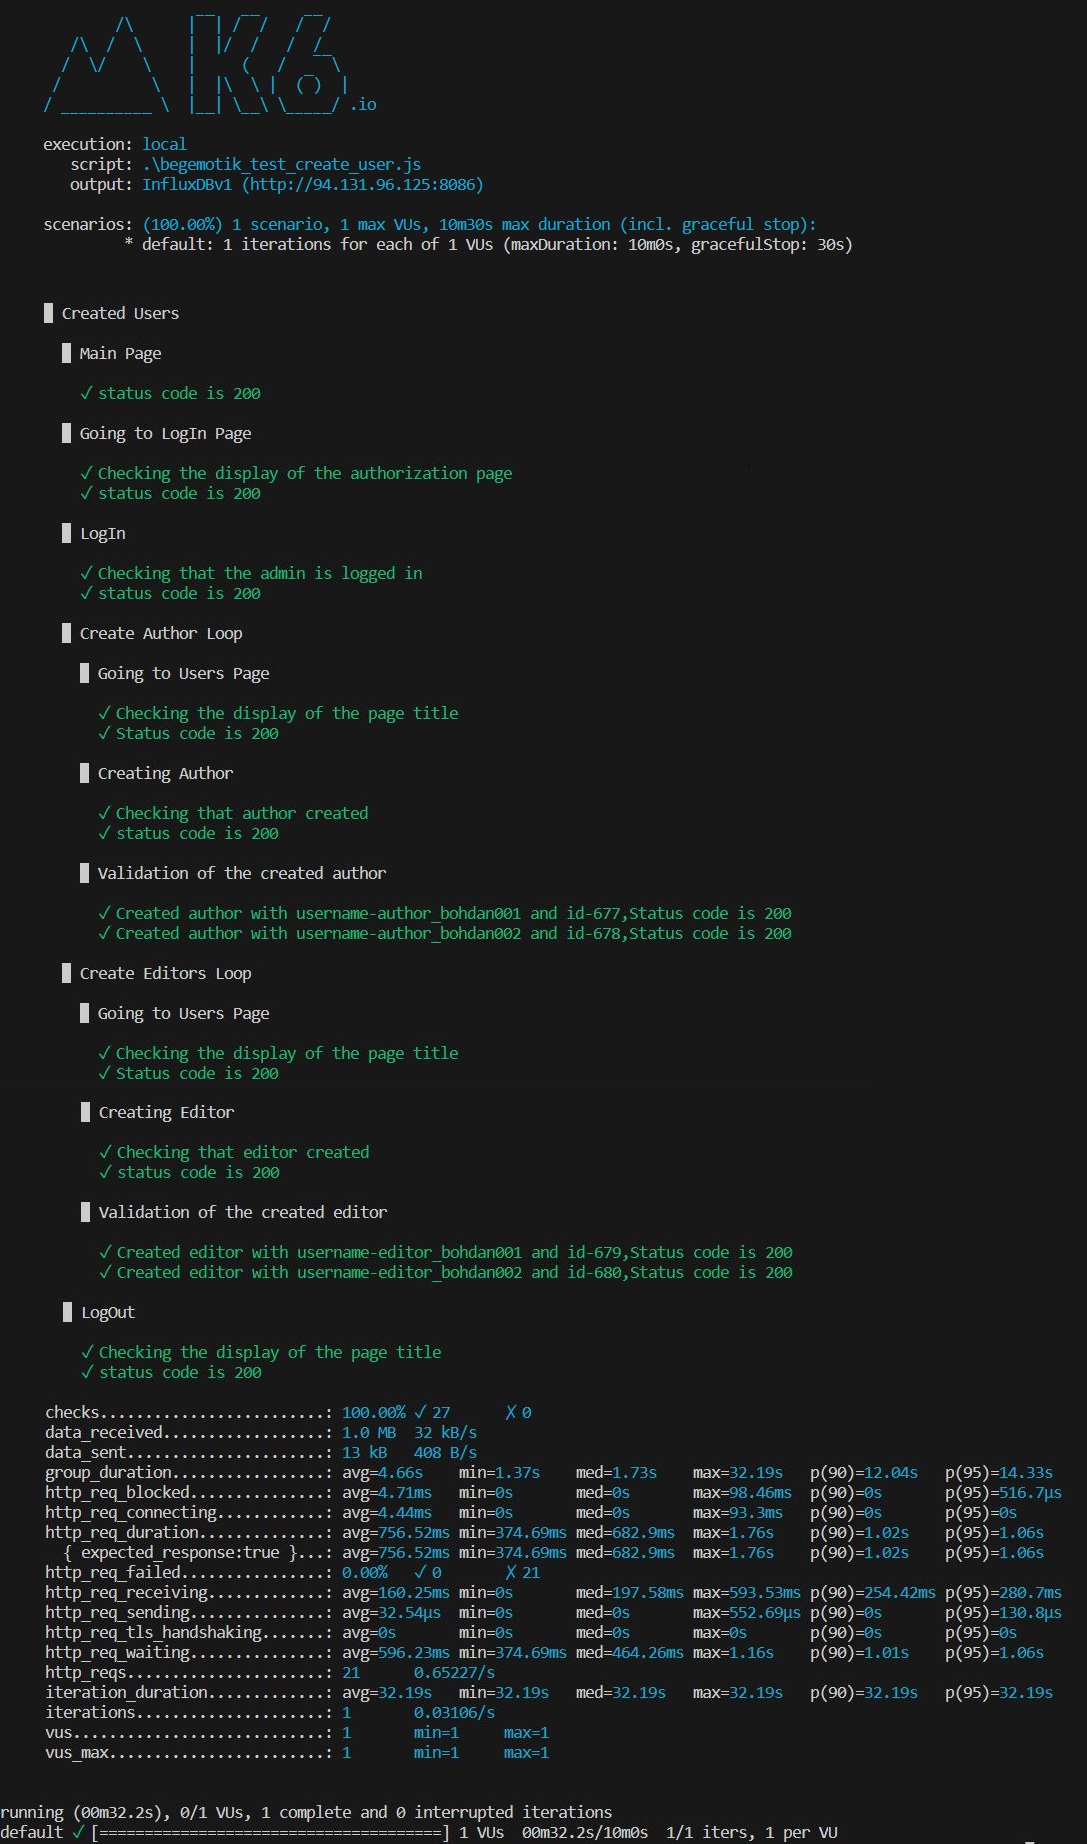 K6 .io
execution: local
script: .\begemotik_test_create_user.js
output: InfluxDBv1 (http://94.131.96.125:8086)
scenarios: (100.00%) 1 scenario, 1 max VUs, 10m30s max duration (incl. graceful stop):
* default: 1 iterations for each of 1 VUs (maxDuration: 10m0s, gracefulStop: 30s)
█ Created Users
█ Main Page
✓ status code is 200
█ Going to LogIn Page
✓ Checking the display of the authorization page
✓ status code is 200
█ LogIn
✓ Checking that the admin is logged in
✓ status code is 200
█ Create Author Loop
█ Going to Users Page
✓ Checking the display of the page title
✓ Status code is 200
█ Creating Author
✓ Checking that author created
✓ status code is 200
█ Validation of the created author
✓ Created author with username-author_bohdan001 and id-677,Status code is 200
✓ Created author with username-author_bohdan002 and id-678,Status code is 200
█ Create Editors Loop
█ Going to Users Page
✓ Checking the display of the page title
✓ Status code is 200
█ Creating Editor
✓ Checking that editor created
✓ status code is 200
█ Validation of the created editor
✓ Created editor with username-editor_bohdan001 and id-679,Status code is 200
✓ Created editor with username-editor_bohdan002 and id-680,Status code is 200
█ LogOut
✓ Checking the display of the page title
✓ status code is 200
checks.........................: 100.00% ✓ 27 ✗ 0
data_received..................: 1.0 MB 32 kB/s
data_sent......................: 13 kB 408 B/s
group_duration.................: avg=4.66s min=1.37s med=1.73s max=32.19s p(90)=12.04s p(95)=14.33s
http_req_blocked...............: avg=4.71ms min=0s med=0s max=98.46ms p(90)=0s p(95)=516.7µs
http_req_connecting............: avg=4.44ms min=0s med=0s max=93.3ms p(90)=0s p(95)=0s
http_req_duration..............: avg=756.52ms min=374.69ms med=682.9ms max=1.76s p(90)=1.02s p(95)=1.06s
{ expected_response:true }...: avg=756.52ms min=374.69ms med=682.9ms max=1.76s p(90)=1.02s p(95)=1.06s
http_req_failed................: 0.00% ✓ 0 ✗ 21
http_req_receiving.............: avg=160.25ms min=0s med=197.58ms max=593.53ms p(90)=254.42ms p(95)=280.7ms
http_req_sending...............: avg=32.54µs min=0s med=0s max=552.69µs p(90)=0s p(95)=130.8µs
http_req_tls_handshaking.......: avg=0s min=0s med=0s max=0s p(90)=0s p(95)=0s
http_req_waiting...............: avg=596.23ms min=374.69ms med=464.26ms max=1.16s p(90)=1.01s p(95)=1.06s
http_reqs......................: 21 0.65227/s
iteration_duration.............: avg=32.19s min=32.19s med=32.19s max=32.19s p(90)=32.19s p(95)=32.19s
iterations.....................: 1 0.03106/s
vus............................: 1 min=1 max=1
vus_max........................: 1 min=1 max=1
running (00m32.2s), 0/1 VUs, 1 complete and 0 interrupted iterations
default ✓ [======================================] 1 VUs 00m32.2s/10m0s 1/1 iters, 1 per VU